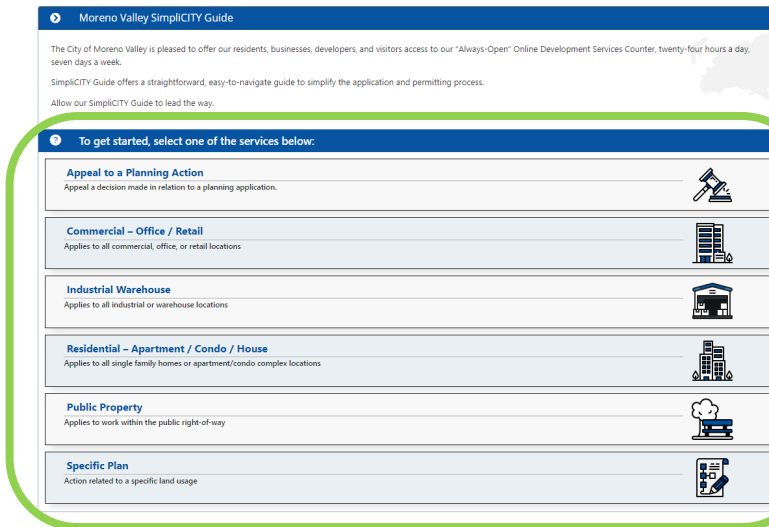 Moreno Valley SimpliCITY Guide
The City of Moreno Valley is pleased to offer our residents, businesses, developers, and visitors access to our "Always-Open" Online Development Services Counter, twenty-four hours a day,
seven days a week.
SimpliCITY Guide offers a straightforward, easy-to-navigate guide to simplify the application and permitting process.
Allow our SimpliCITY Guide to lead the way.
To get started, select one of the services below:
Appeal to a Planning Action
Appeal a decision made in relation to a planning application.
Commercial – Office / Retail
Applies to all commercial, office, or retail locations
Industrial Warehouse
Applies to all industrial or warehouse locations
Residential – Apartment / Condo / House
Applies to all single family homes or apartment/condo complex locations
Public Property
Applies to work within the public right-of-way
Specific Plan
Action related to a specific land usage